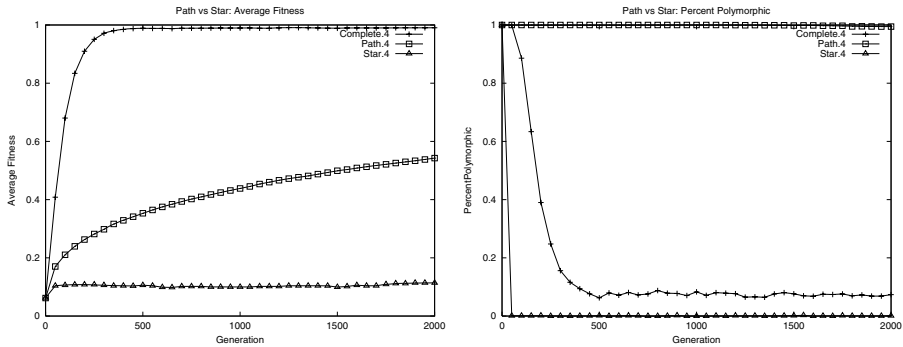 Path vs Star: Average Fitness
1
0.8
0.6
0.4
0.2
0
0
500
1000
1500
2000
Generation
Average Fitness
Complete.4
Path.4
Star.4
Path vs Star: Percent Polymorphic
1
0.8
0.6
0.4
0.2
0
0
500
1000
1500
2000
Generation
PercentPolymorphic
Complete.4
Path.4
Star.4